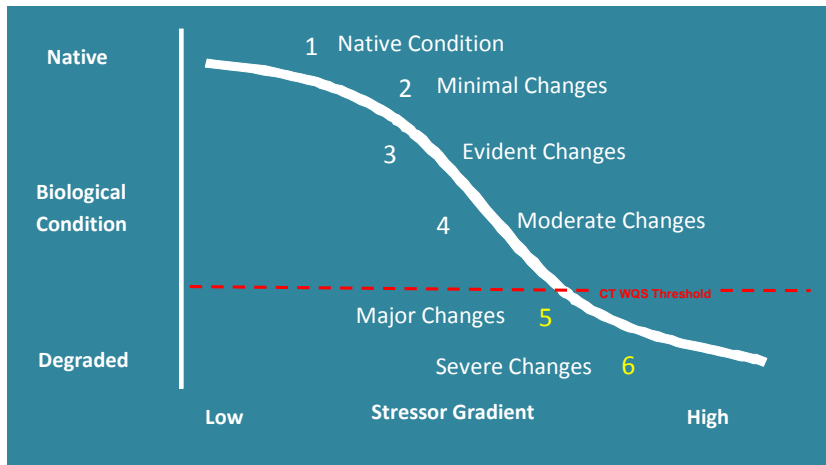 1 Native Condition
Native
2 Minimal Changes
3 Evident Changes
Biological
Condition
4 Moderate Changes
CT WQS Threshold
Major Changes 5
Degraded
Severe Changes 6
Low Stressor Gradient High